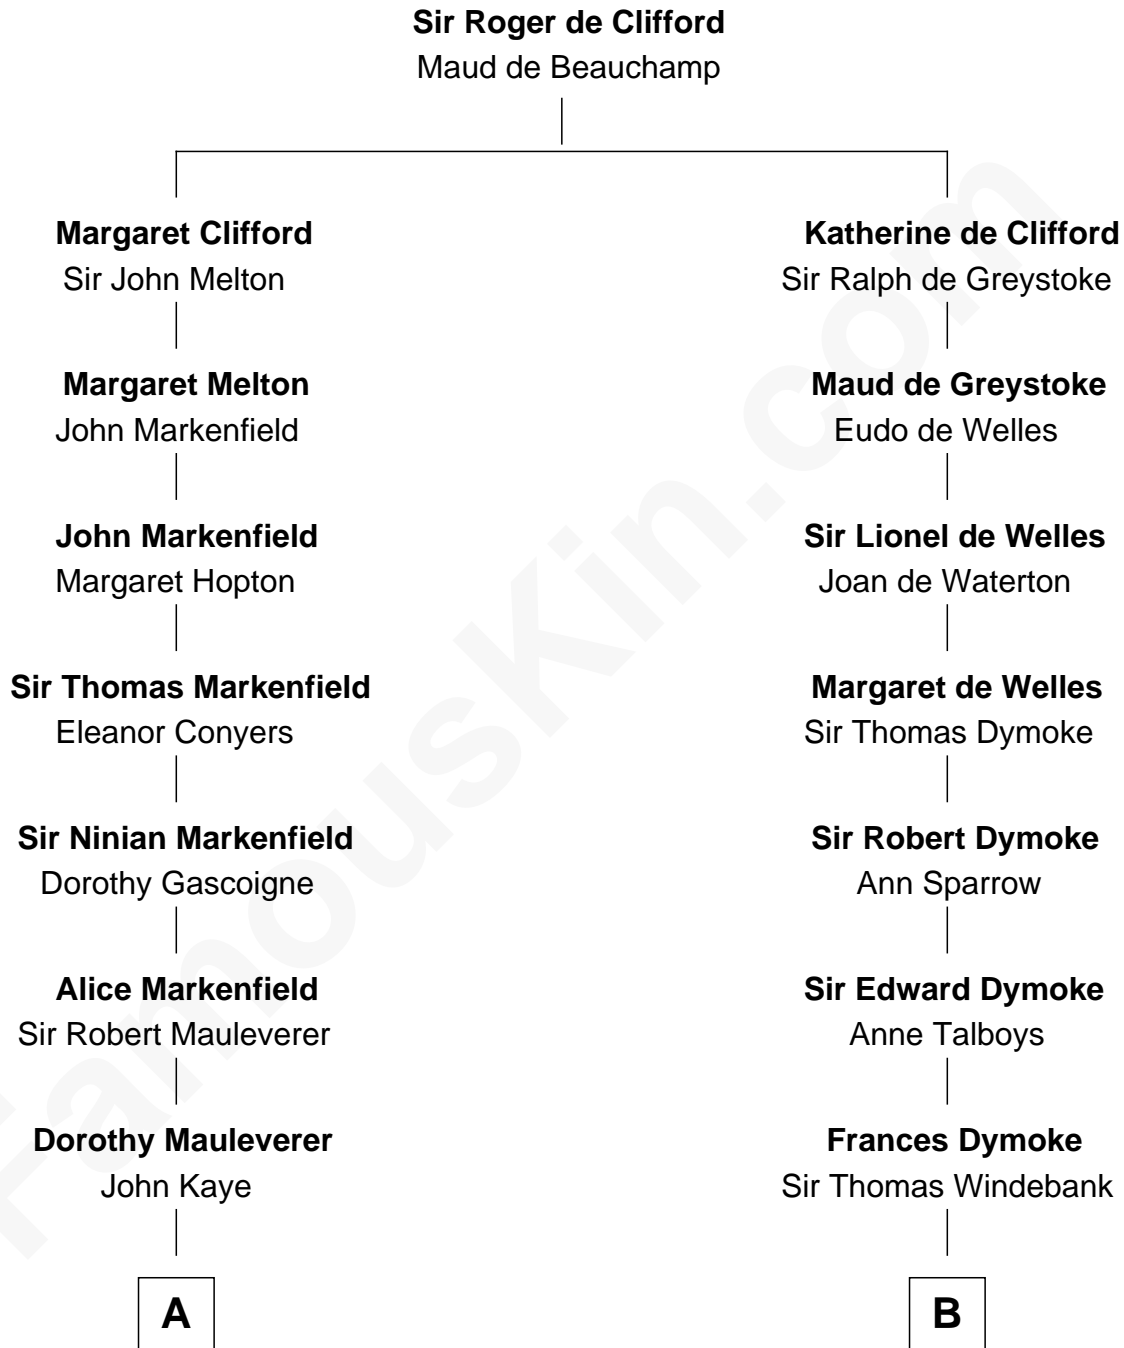 Sir Roger de Clifford
Maud de Beauchamp
Margaret Clifford
Sir John Melton
Katherine de Clifford
Sir Ralph de Greystoke
Margaret Melton
John Markenfield
Maud de Greystoke
Eudo de Welles
John Markenfield
Margaret Hopton
Sir Lionel de Welles
Joan de Waterton
Sir Thomas Markenfield
Eleanor Conyers
Margaret de Welles
Sir Thomas Dymoke
Sir Ninian Markenfield
Dorothy Gascoigne
Sir Robert Dymoke
Ann Sparrow
Alice Markenfield
Sir Robert Mauleverer
Sir Edward Dymoke
Anne Talboys
Dorothy Mauleverer
John Kaye
Frances Dymoke
Sir Thomas Windebank
A
B
FamousKin.com